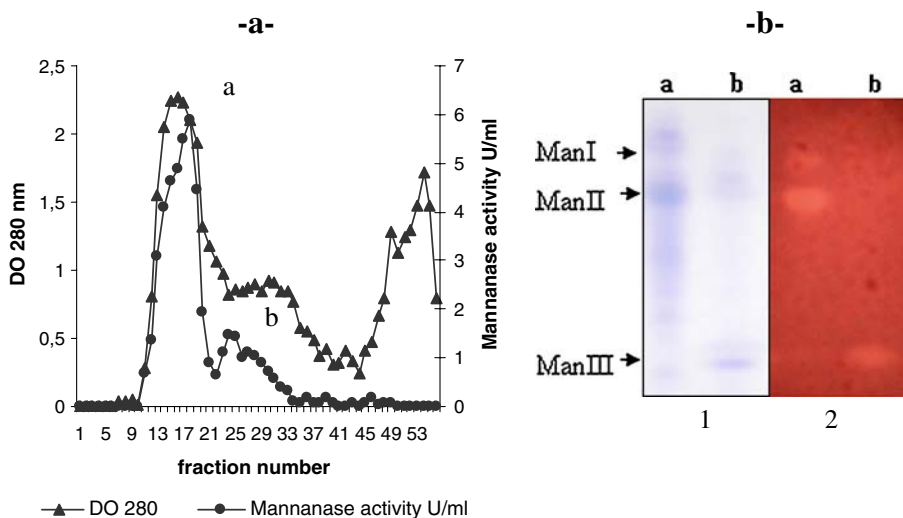 -a-
-b-
DO 280 nm
2,5
2
1,5
1
0,5
0
a
b
7
6
5
4
3
2
1
0
Mannanase activity U/ml
1 5 9 13 17 21 25 29 33 37 41 45 49 53
fraction number
DO 280 Mannanase activity U/ml
a b a b
ManI
ManII
ManIII
1 2